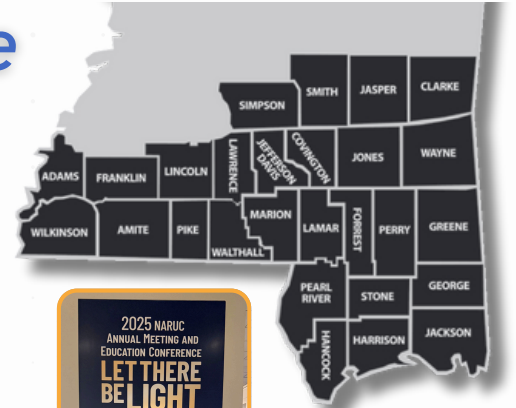 e
SMITH
JASPER
CLARKE
SIMPSON
LAWRENCE
JEFFERSON
DAVIS
COVINGTON
JONES
WAYNE
ADAMS
FRANKLIN
LINCOLN
WILKINSON
AMITE
PIKE
WALTHALL
MARION
LAMAR
FORREST
PERRY
GREENE
PEARL
RIVER
STONE
GEORGE
HANCOCK
HARRISON
JACKSON
2025 NARUC
ANNUAL MEETING AND
EDUCATION CONFERENCE
LET THERE
BE LIGHT